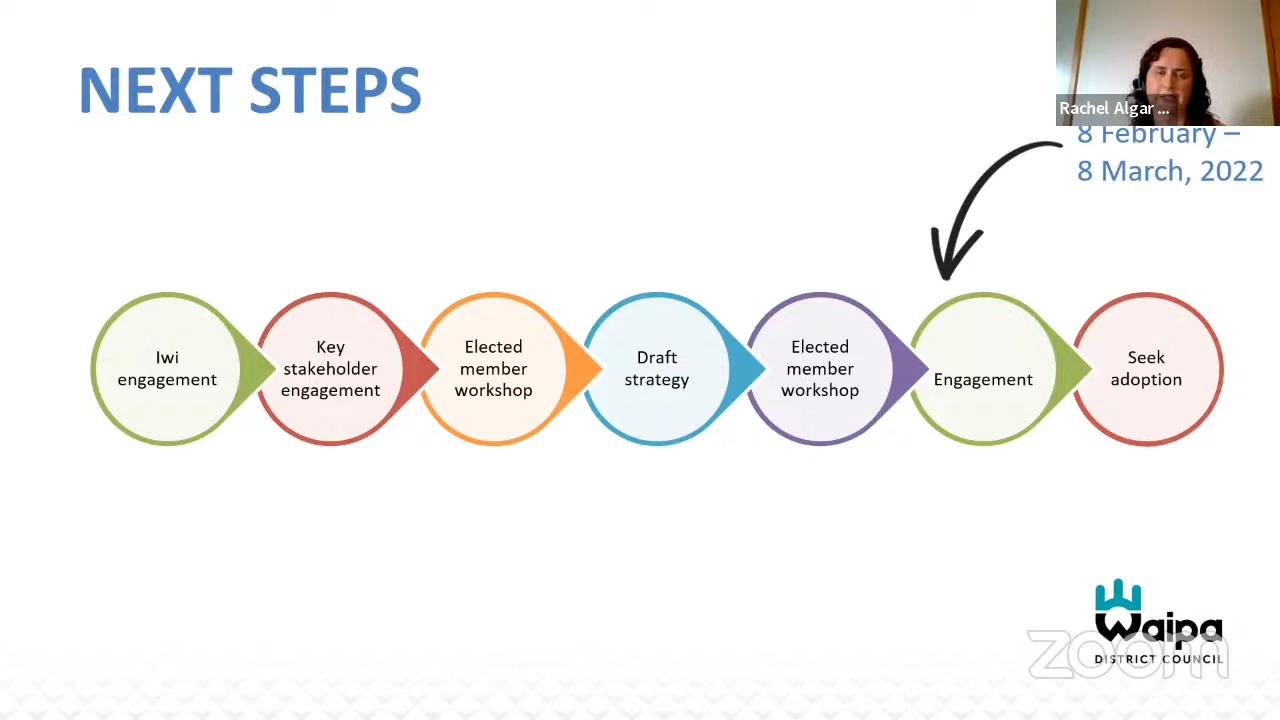 NEXT STEPS
Rachel Algar ...
8 February –
8 March, 2022
Iwi
engagement
Key
stakeholder
engagement
Elected
member
workshop
Draft
strategy
Elected
member
workshop
Engagement
Seek
adoption
Waipa
DISTRICT COUNCIL
zoom